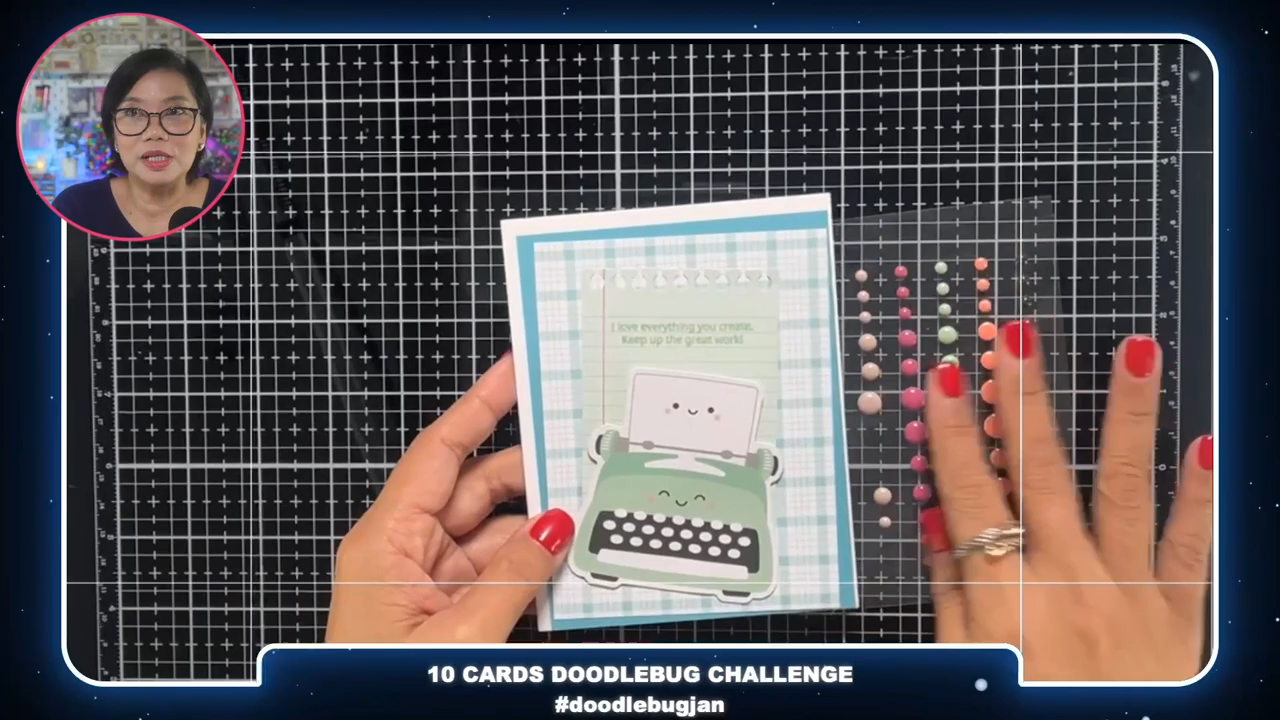 I love everything you create.
Keep up the great work!
10 CARDS DOODLEBUG CHALLENGE
#doodlebugjan